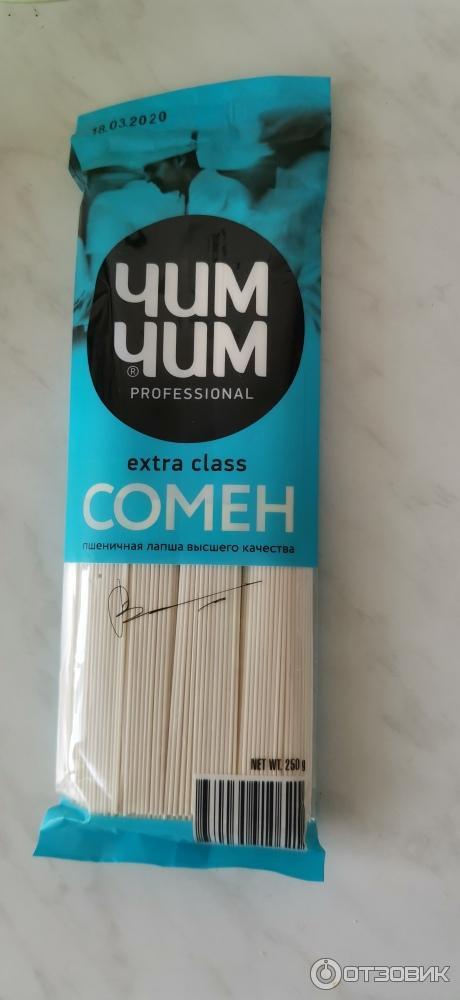 18.03.2020
ЧИМ
ЧИМ
®
PROFESSIONAL
extra class
СОМЕН
пшеничная лапша высшего качества
NET WT. 250 g
ОТЗОВИК